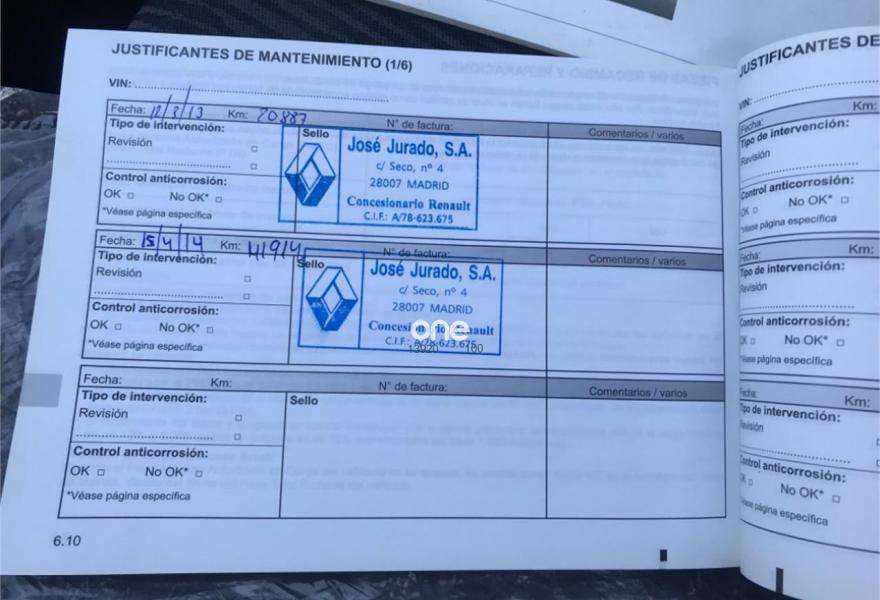 JUSTIFICANTES DE MANTENIMIENTO (1/6)
VIN:
Fecha: 12/3/13 Km: 20887 N° de factura: Comentarios / varios
Tipo de intervención:
Revisión
Control anticorrosión:
OK No OK*
*Véase página específica
Sello
José Jurado, S.A.
c/ Seco, nº 4
28007 MADRID
Concesionario Renault
C.I.F.: A/78-623.675
Fecha: 15/4/14 Km: 41914 N° de factura: Comentarios / varios
Tipo de intervención:
Revisión
Control anticorrosión:
OK No OK*
*Véase página específica
Sello
José Jurado, S.A.
c/ Seco, nº 4
28007 MADRID
Concesionario Renault
C.I.F.: A/78-623.675
one
13920 160
Fecha: Km: N° de factura: Comentarios / varios
Tipo de intervención:
Revisión
Control anticorrosión:
OK No OK*
*Véase página específica
Sello
6.10
JUSTIFICANTES DE
VIN:
Fecha: Km:
Tipo de intervención:
Revisión
Control anticorrosión:
OK No OK*
*Véase página específica
Fecha: Km:
Tipo de intervención:
Revisión
Control anticorrosión:
OK No OK*
*Véase página específica
Fecha: Km:
Tipo de intervención:
Revisión
Control anticorrosión:
OK No OK*
*Véase página específica